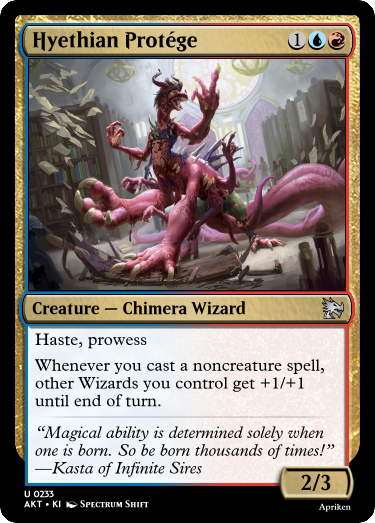 Hyethian Protége 1
Creature — Chimera Wizard
Haste, prowess
Whenever you cast a noncreature spell,
other Wizards you control get +1/+1
until end of turn.
“Magical ability is determined solely when
one is born. So be born thousands of times!”
—Kasta of Infinite Sires
2/3
U 0233
AKT • KI Spectrum Shift
Apriken